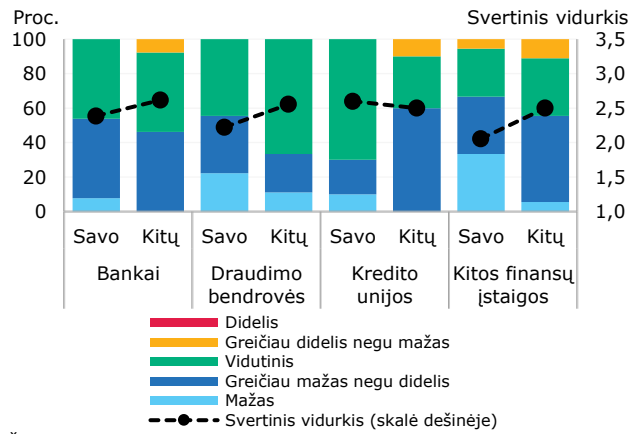 Proc.
Svertinis vidurkis
100
80
60
40
20
0
3,5
3,0
2,5
2,0
1,5
1,0
Savo Kitų Savo Kitų Savo Kitų Savo Kitų
Bankai
Draudimo
bendrovės
Kredito
unijos
Kitos finansų
įstaigos
Didelis
Greičiau didelis negu mažas
Vidutinis
Greičiau mažas negu didelis
Mažas
Svertinis vidurkis (skalė dešinėje)